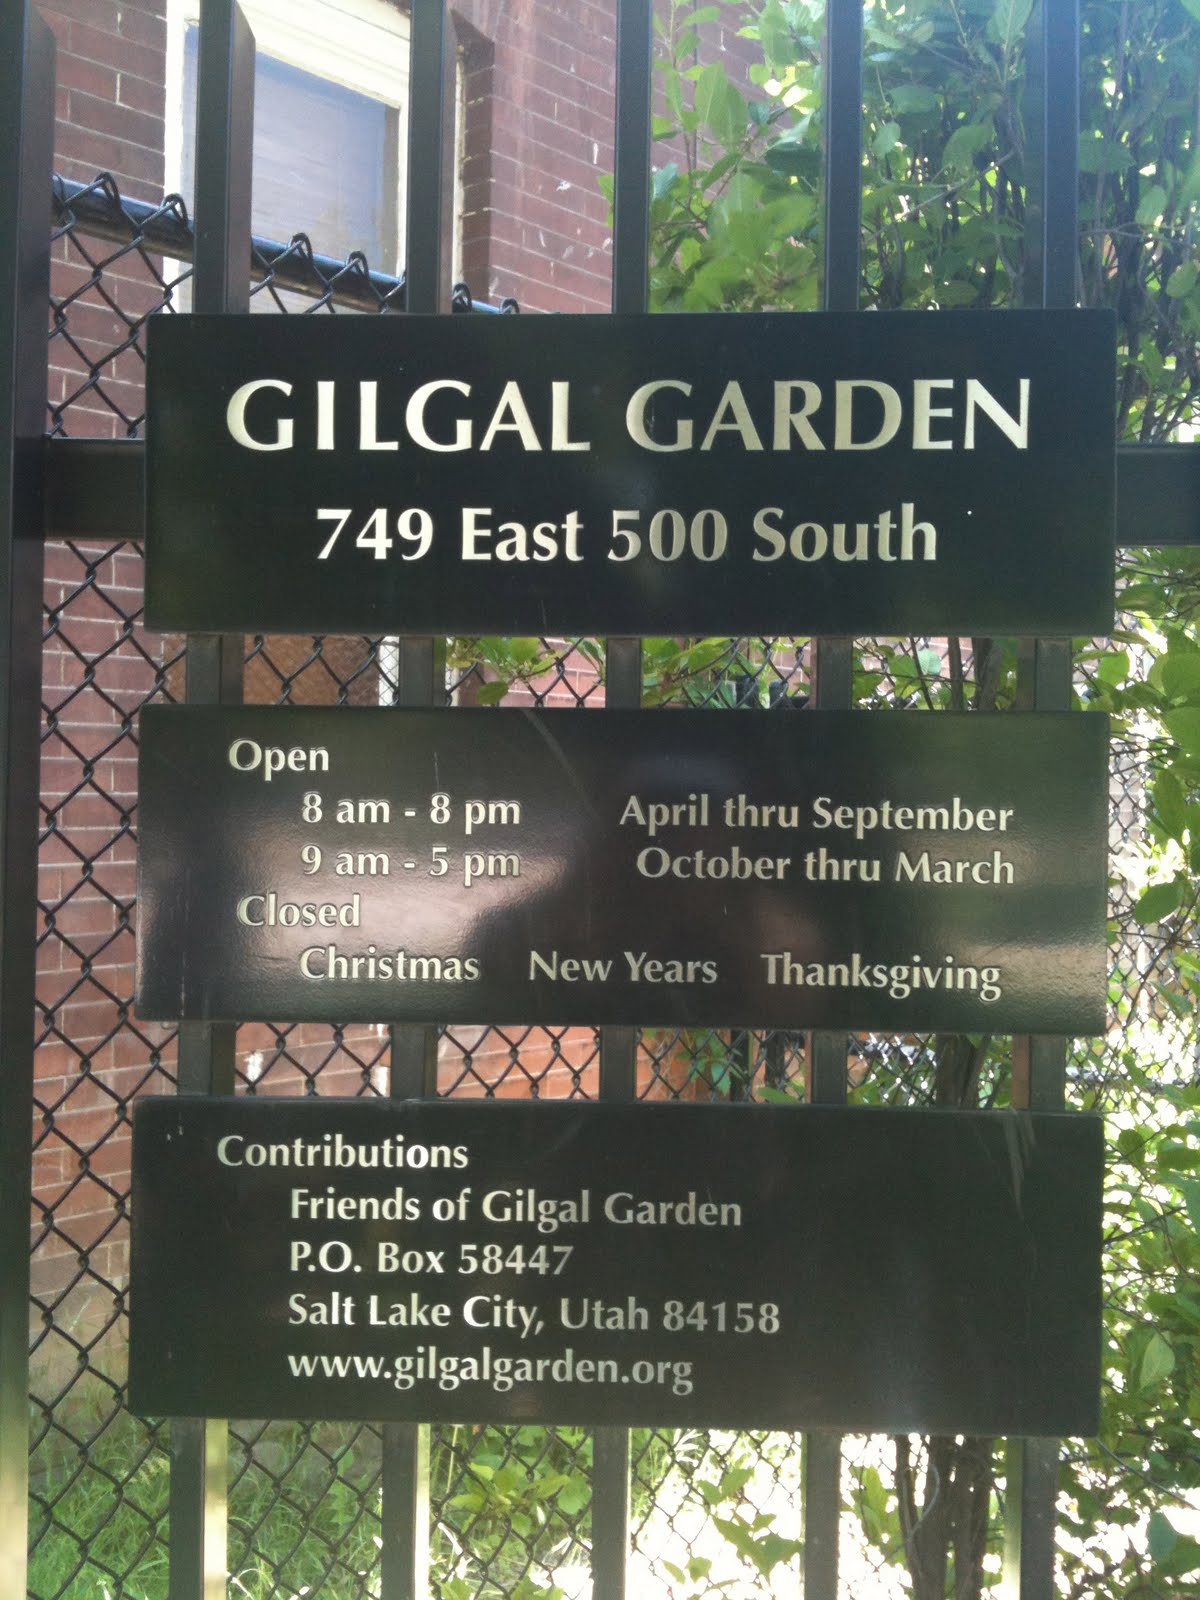 GILGAL GARDEN
749 East 500 South
Open
8 am - 8 pm April thru September
9 am - 5 pm October thru March
Closed
Christmas New Years Thanksgiving
Contributions
Friends of Gilgal Garden
P.O. Box 58447
Salt Lake City, Utah 84158
www.gilgalgarden.org